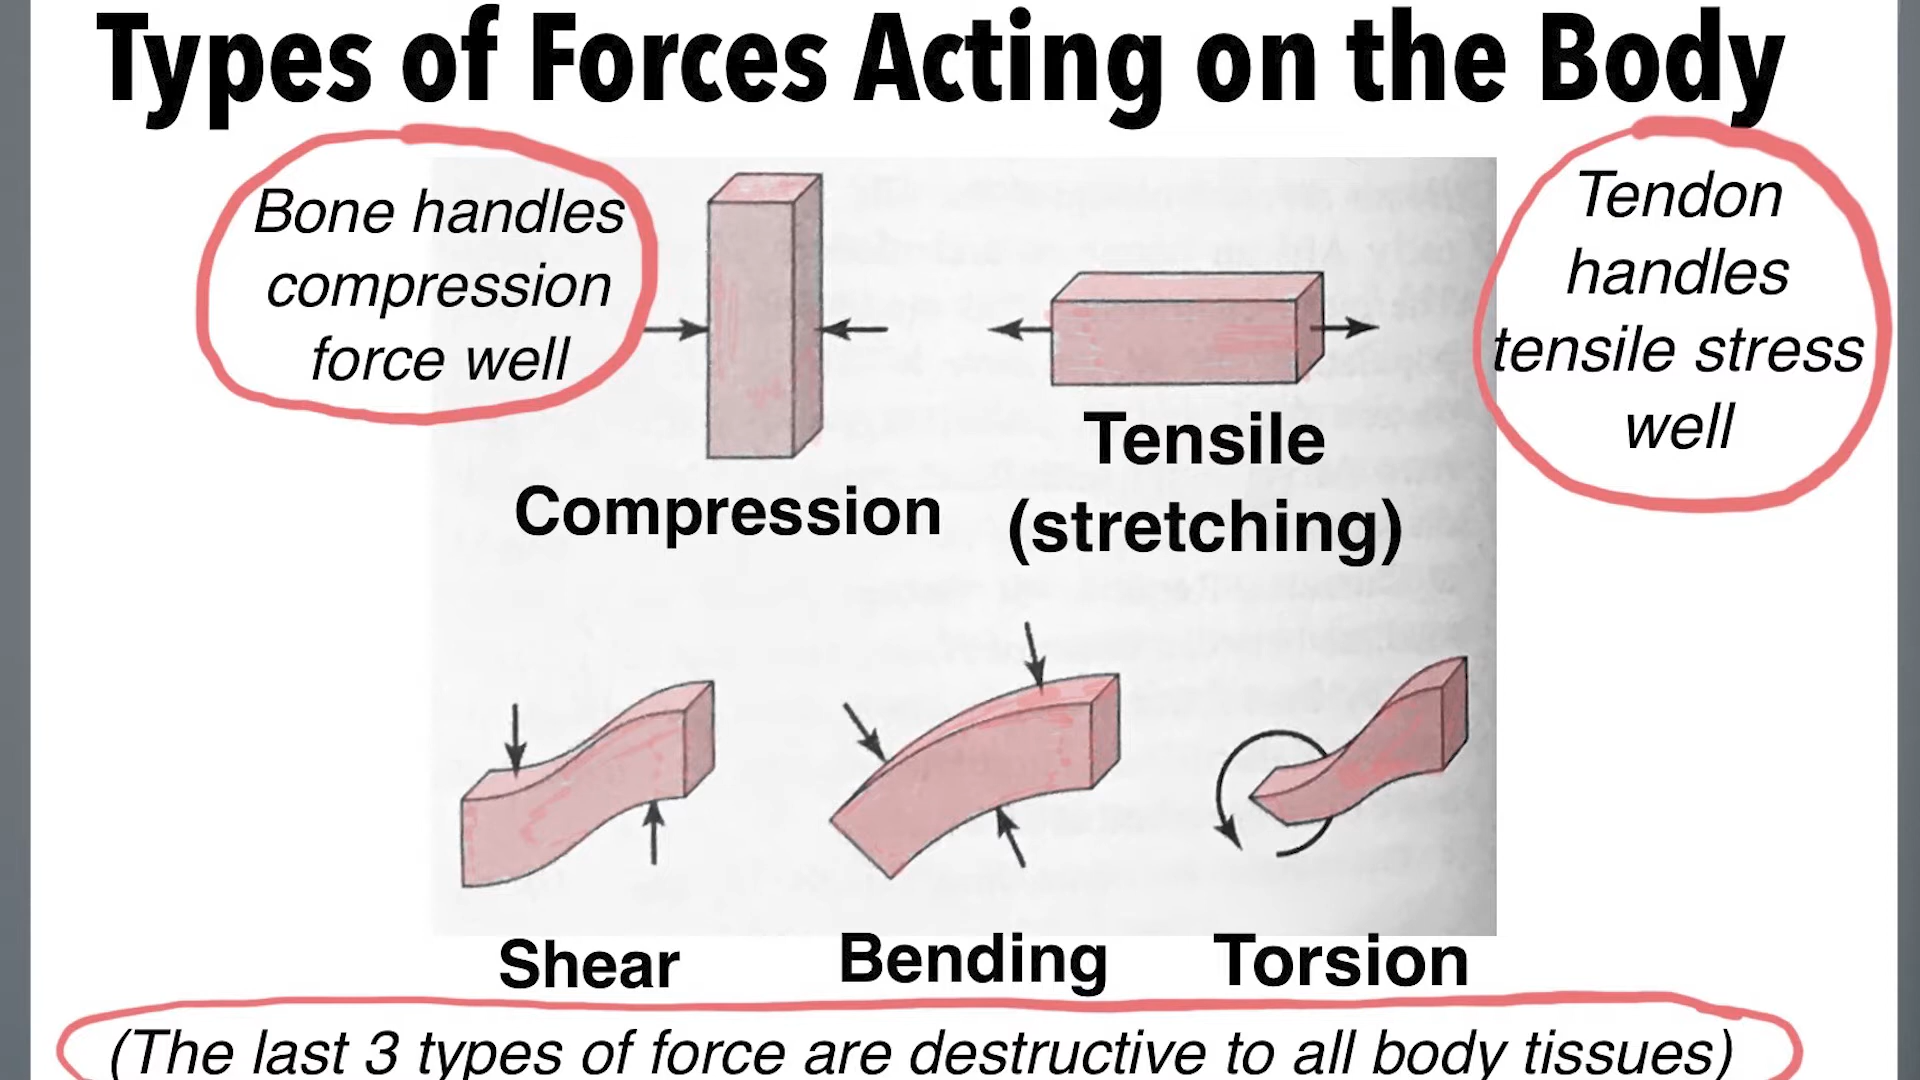 Types of Forces Acting on the Body
Bone handles
compression
force well
Tendon
handles
tensile stress
well
Compression
Tensile
(stretching)
Shear
Bending
Torsion
(The last 3 types of force are destructive to all body tissues)